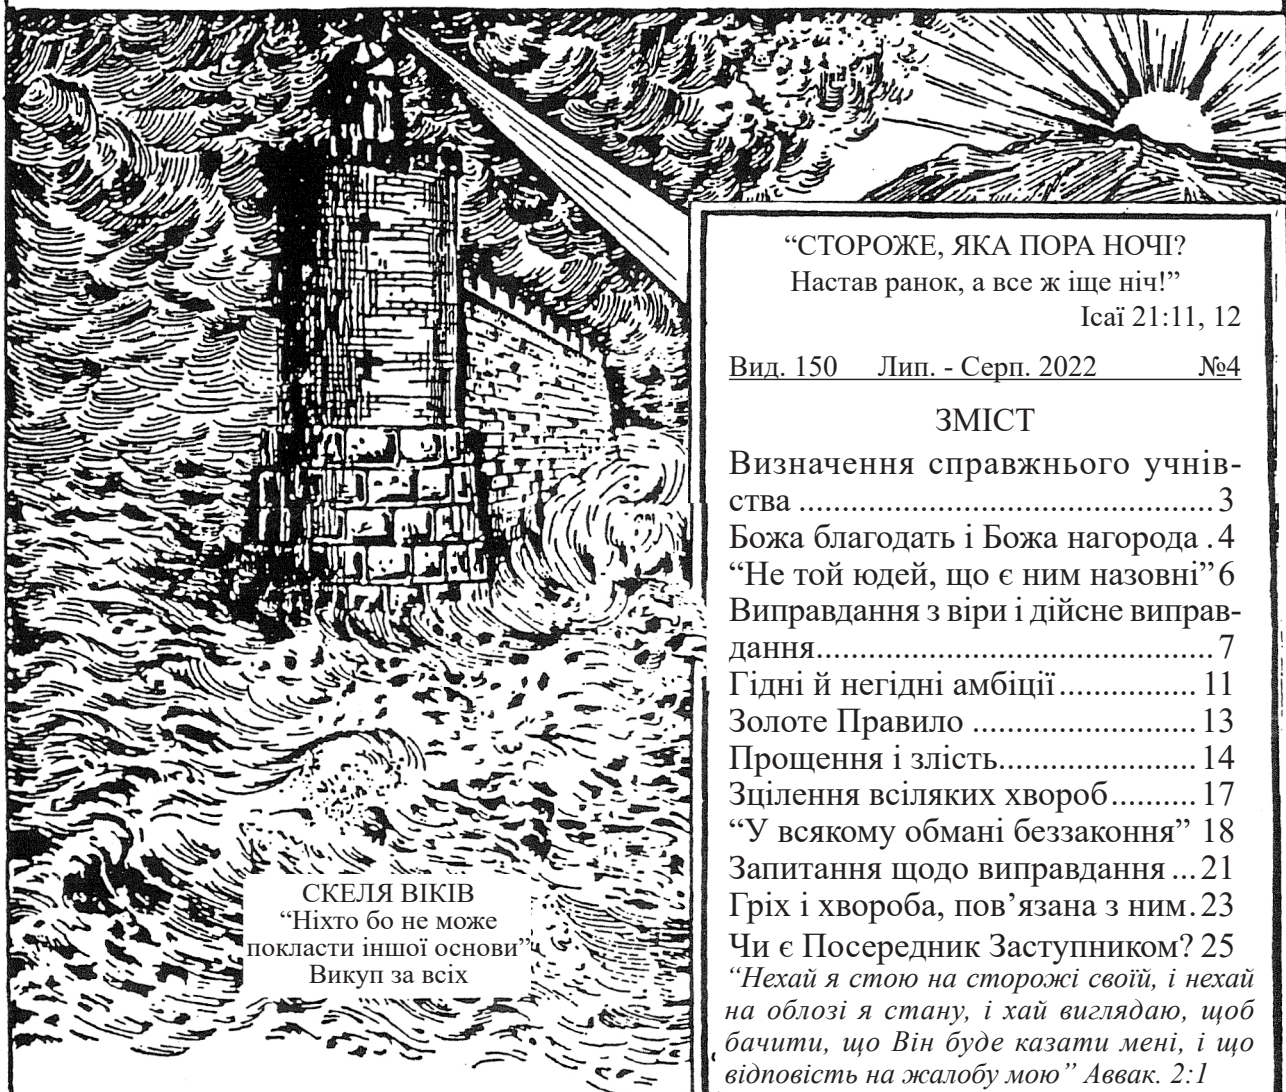 “СТОРОЖЕ, ЯКА ПОРА НОЧІ?
Настав ранок, а все ж іще ніч!”
Ісаї 21:11, 12
Вид. 150 Лип. - Серп. 2022 №4
ЗМІСТ
Визначення справжнього учнів-
ства .......................................... 3
Божа благодать і Божа нагорода . 4
“Не той юдей, що є ним назовні” 6
Виправдання з віри і дійсне виправ-
дання........................................ 7
Гідні й негідні амбіції................ 11
Золоте Правило ....................... 13
Прощення і злість.................... 14
Зцілення всіляких хвороб.......... 17
“У всякому обмані беззаконня” 18
Запитання щодо виправдання ... 21
Гріх і хвороба, пов’язана з ним. 23
Чи є Посередник Заступником? 25
“Нехай я стою на сторожі своїй, і нехай
на облозі я стану, і хай виглядаю, щоб
бачити, що Він буде казати мені, і що
відповість на жалобу мою” Аввак. 2:1
СКЕЛЯ ВІКІВ
“Ніхто бо не може
покласти іншої основи”
Викуп за всіх